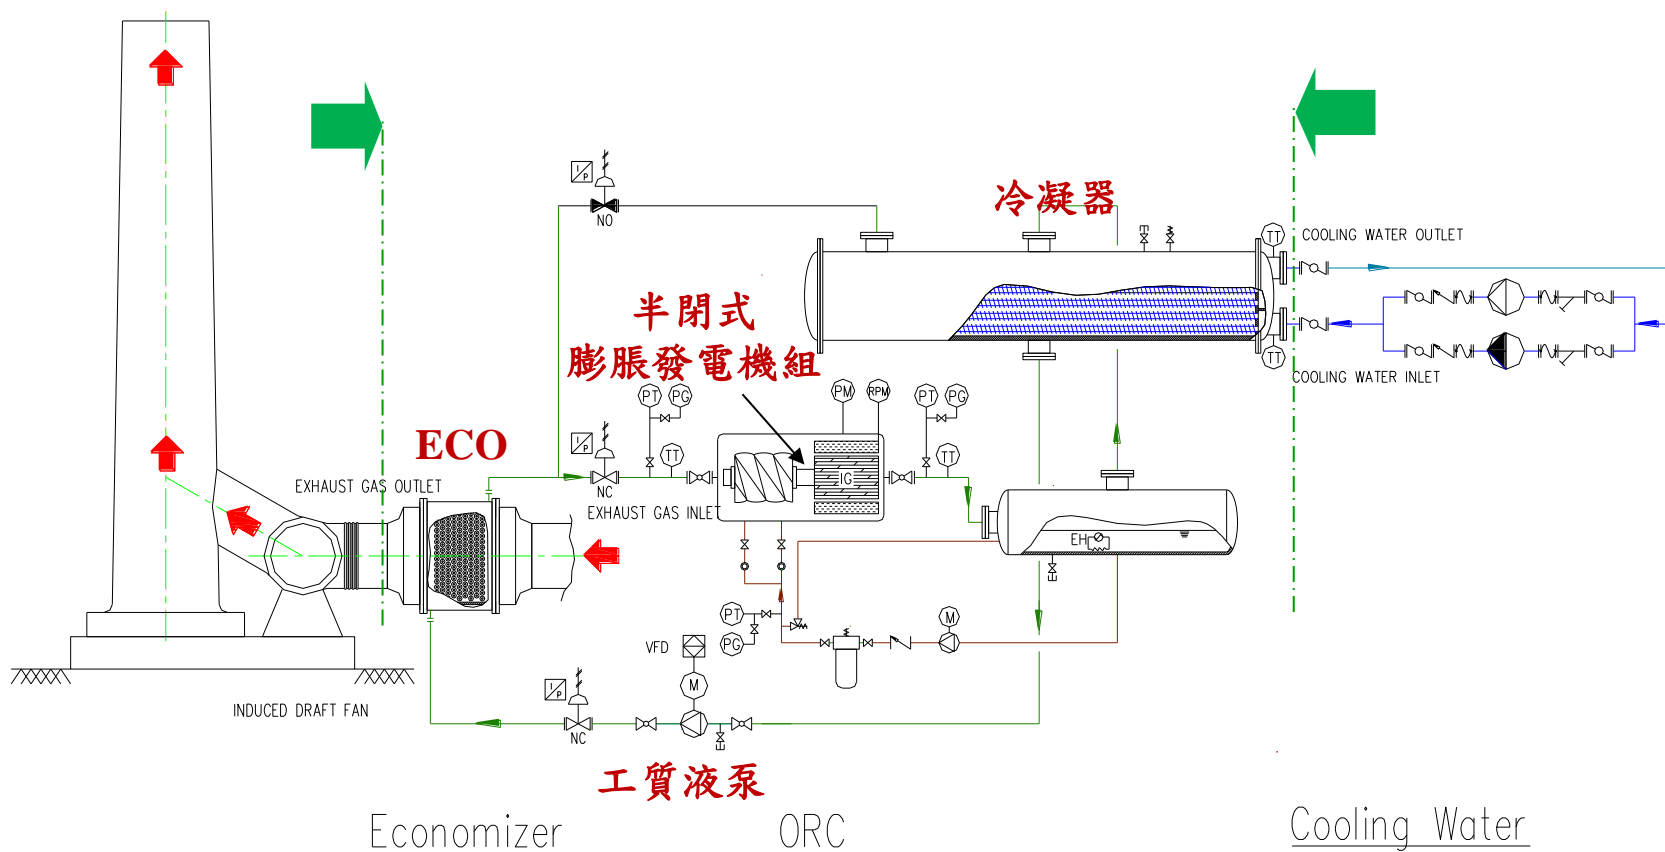 I/P
NO
冷凝器
TT
COOLING WATER OUTLET
半閉式
膨脹發電機組
TT
COOLING WATER INLET
PT
PG
PM
RPM
PT
PG
ECO
I/P
NC
TT
IG
TT
EXHAUST GAS OUTLET
EXHAUST GAS INLET
EH
PT
PG
M
VFD
M
I/P
NC
INDUCED DRAFT FAN
工質液泵
Economizer
ORC
Cooling Water